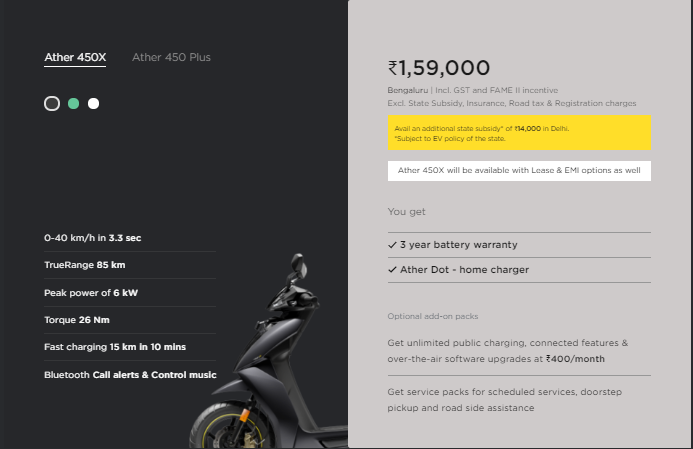 Ather 450X
Ather 450 Plus
0-40 km/h in 3.3 sec
TrueRange 85 km
Peak power of 6 kW
Torque 26 Nm
Fast charging 15 km in 10 mins
Bluetooth Call alerts & Control music
₹1,59,000
Bengaluru | Incl. GST and FAME II incentive
Excl. State Subsidy, Insurance, Road tax & Registration charges
Avail an additional state subsidy* of ₹14,000 in Delhi.
*Subject to EV policy of the state.
Ather 450X will be available with Lease & EMI options as well
You get
✓ 3 year battery warranty
✓ Ather Dot - home charger
Optional add-on packs
Get unlimited public charging, connected features &
over-the-air software upgrades at ₹400/month
Get service packs for scheduled services, doorstep
pickup and road side assistance